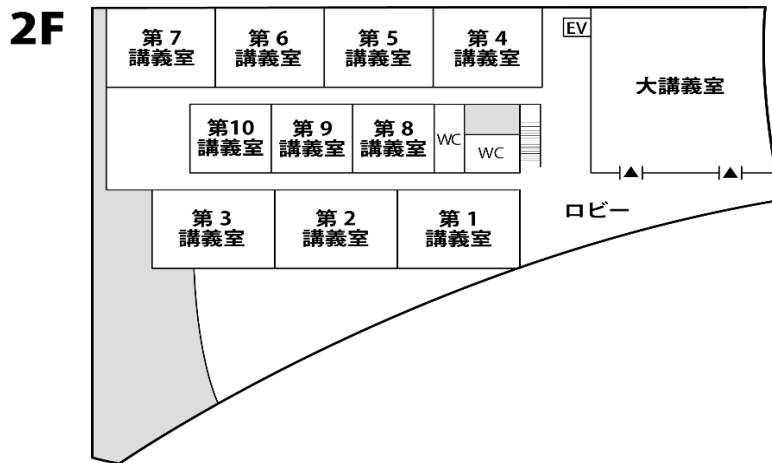 2F
第 7
講義室
第 6
講義室
第 5
講義室
第 4
講義室
EV
大講義室
第10
講義室
第 9
講義室
第 8
講義室
WC
WC
第 3
講義室
第 2
講義室
第 1
講義室
ロビー